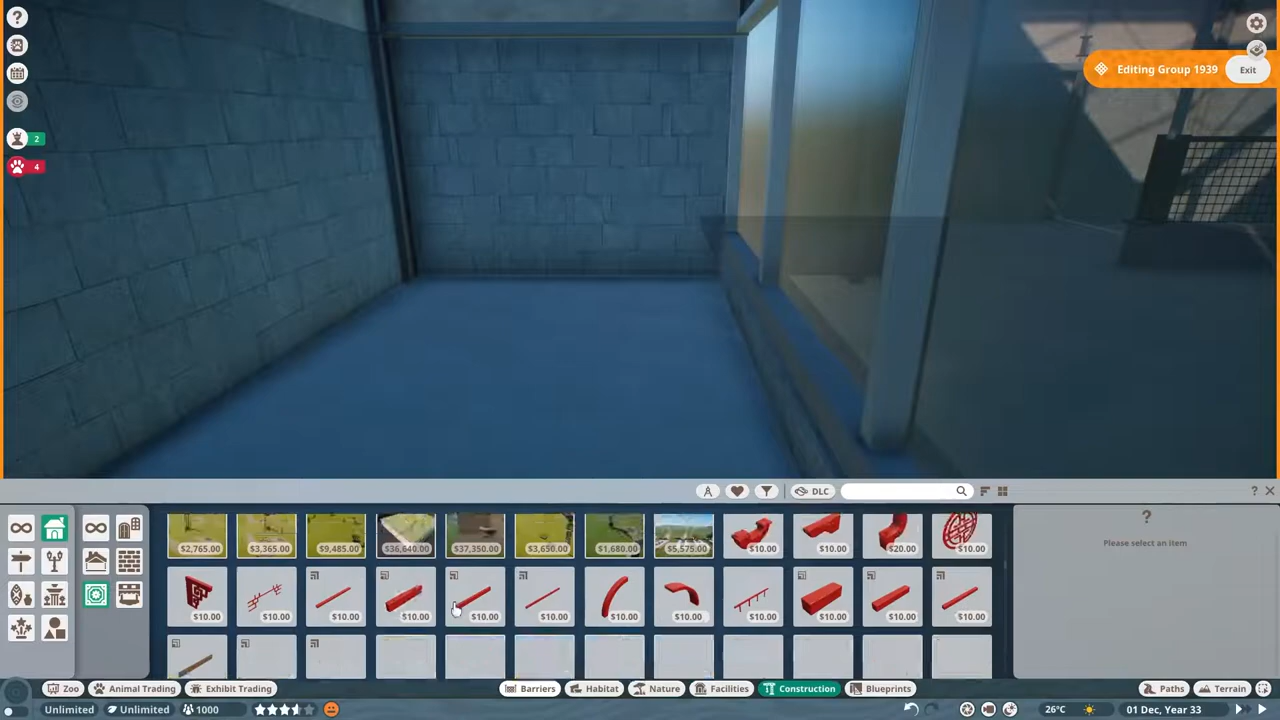 ?
Editing Group 1939
Exit
2
4
DLC
?
$2,765.00
$3,365.00
$9,485.00
$36,640.00
$37,350.00
$3,650.00
$1,680.00
$5,575.00
$10.00
$10.00
$20.00
$10.00
?
Please select an item
$10.00
$10.00
$10.00
$10.00
$10.00
$10.00
$10.00
$10.00
$10.00
$10.00
$10.00
$10.00
Zoo
Animal Trading
Exhibit Trading
Barriers
Habitat
Nature
Facilities
Construction
Blueprints
Paths
Terrain
Unlimited
Unlimited
1000
26°C
01 Dec, Year 33